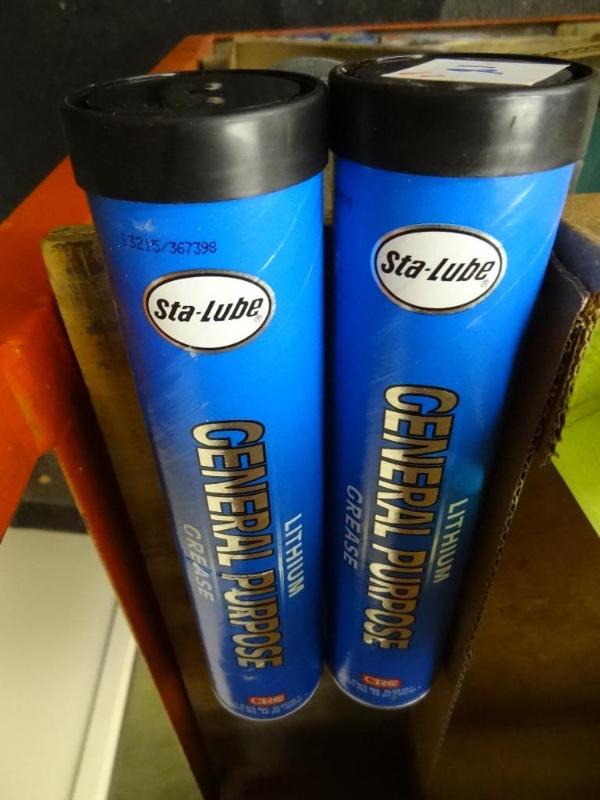 13215/367398
Sta-Lube®
LITHIUM
GENERAL PURPOSE
GREASE
CRC
Sta-Lube®
LITHIUM
GENERAL PURPOSE
GREASE
CRC